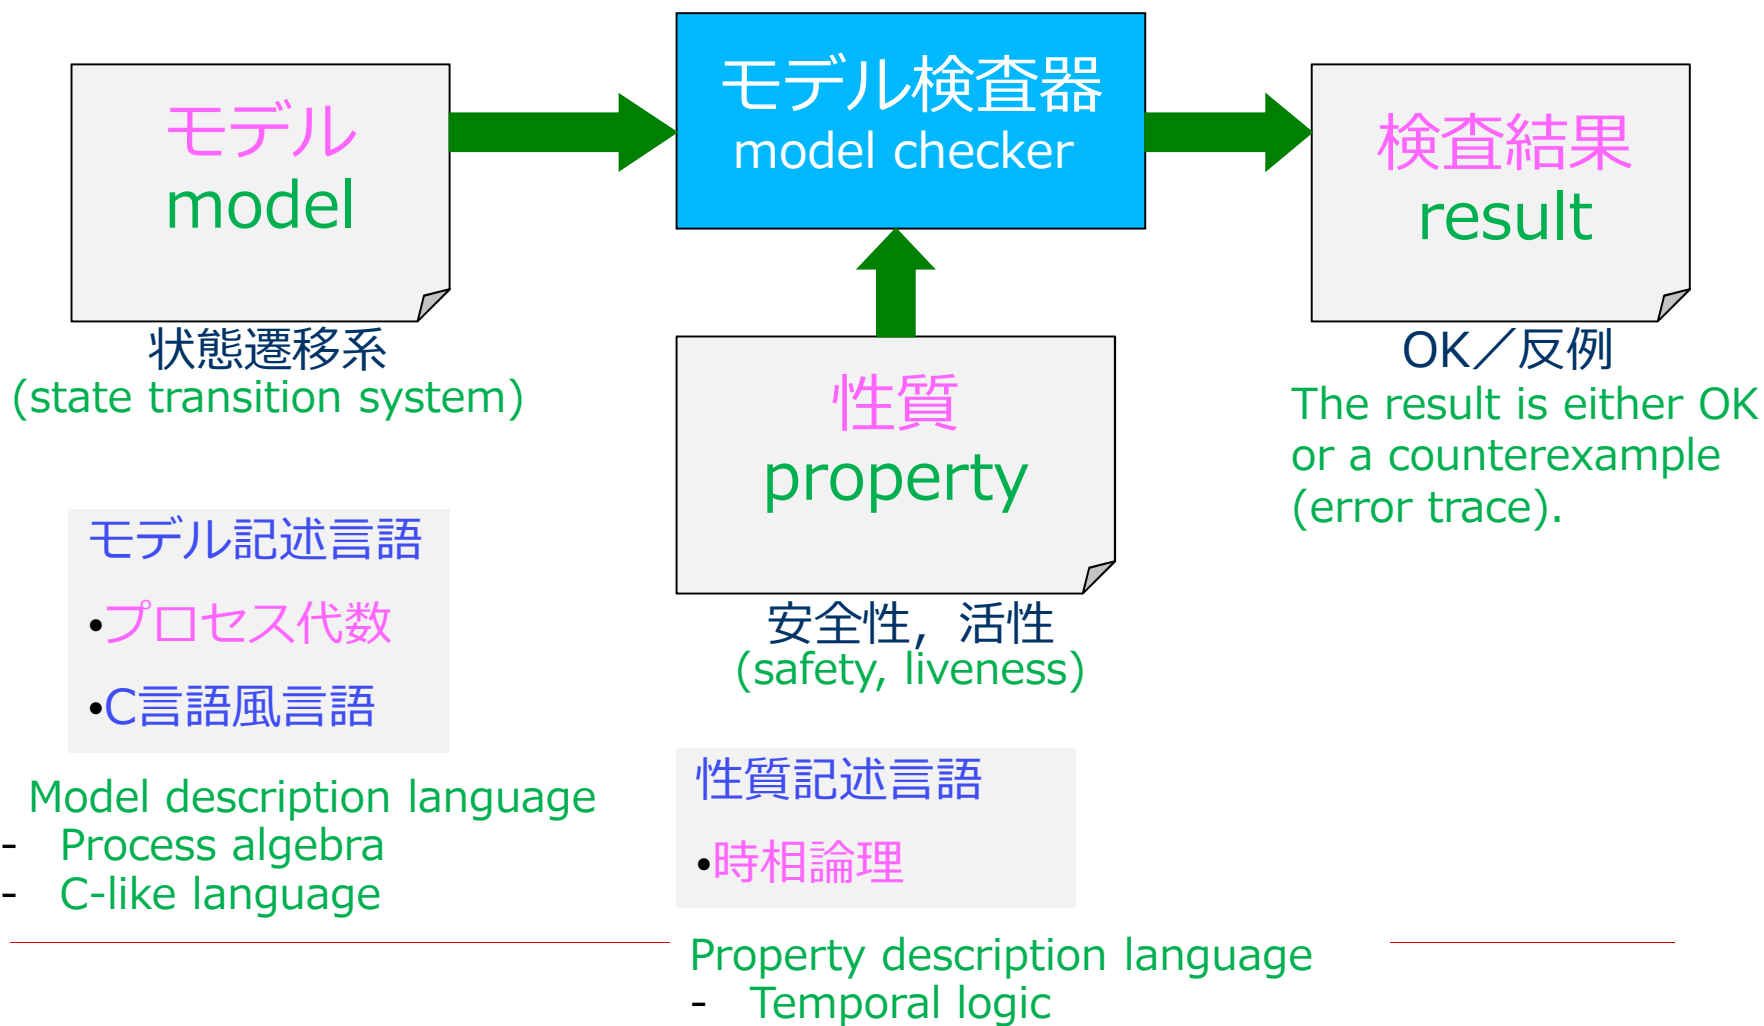 モデル
model
状態遷移系
(state transition system)
モデル検査器
model checker
検査結果
result
OK／反例
The result is either OK
or a counterexample
(error trace).
性質
property
安全性，活性
(safety, liveness)
モデル記述言語
•プロセス代数
•C言語風言語
Model description language
- Process algebra
- C-like language
性質記述言語
•時相論理
Property description language
- Temporal logic